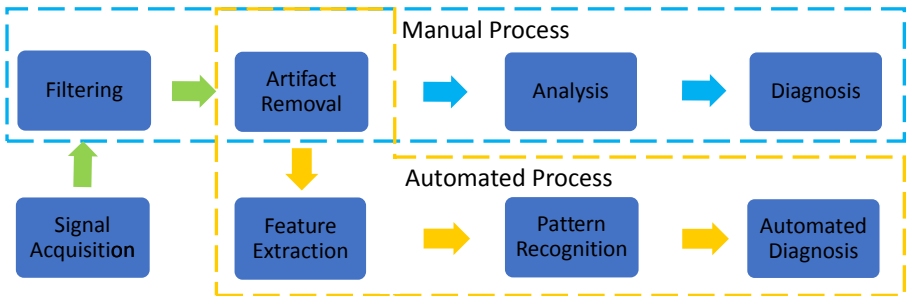 Manual Process
Filtering
Artifact
Removal
Analysis
Diagnosis
Automated Process
Signal
Acquisition
Feature
Extraction
Pattern
Recognition
Automated
Diagnosis